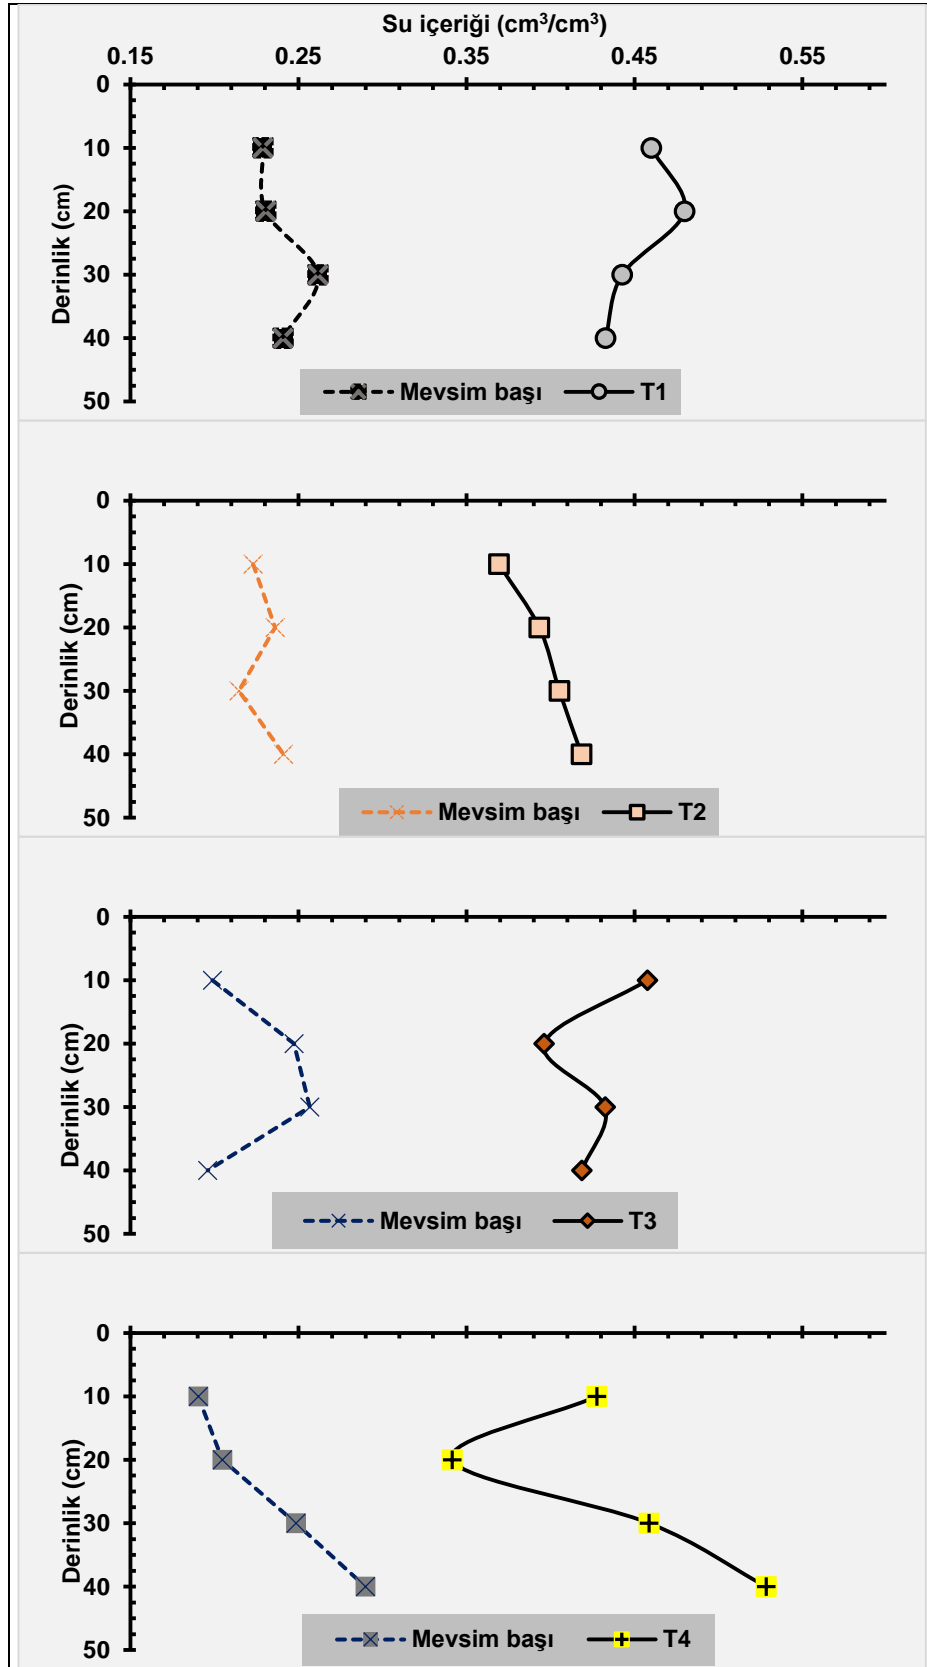 Su içeriği (cm³/cm³)
0.15 0.25 0.35 0.45 0.55
0
10
20
30
40
50
Derinlik (cm)
Mevsim başı T1
0
10
20
30
40
50
Derinlik (cm)
Mevsim başı T2
0
10
20
30
40
50
Derinlik (cm)
Mevsim başı T3
0
10
20
30
40
50
Derinlik (cm)
Mevsim başı T4